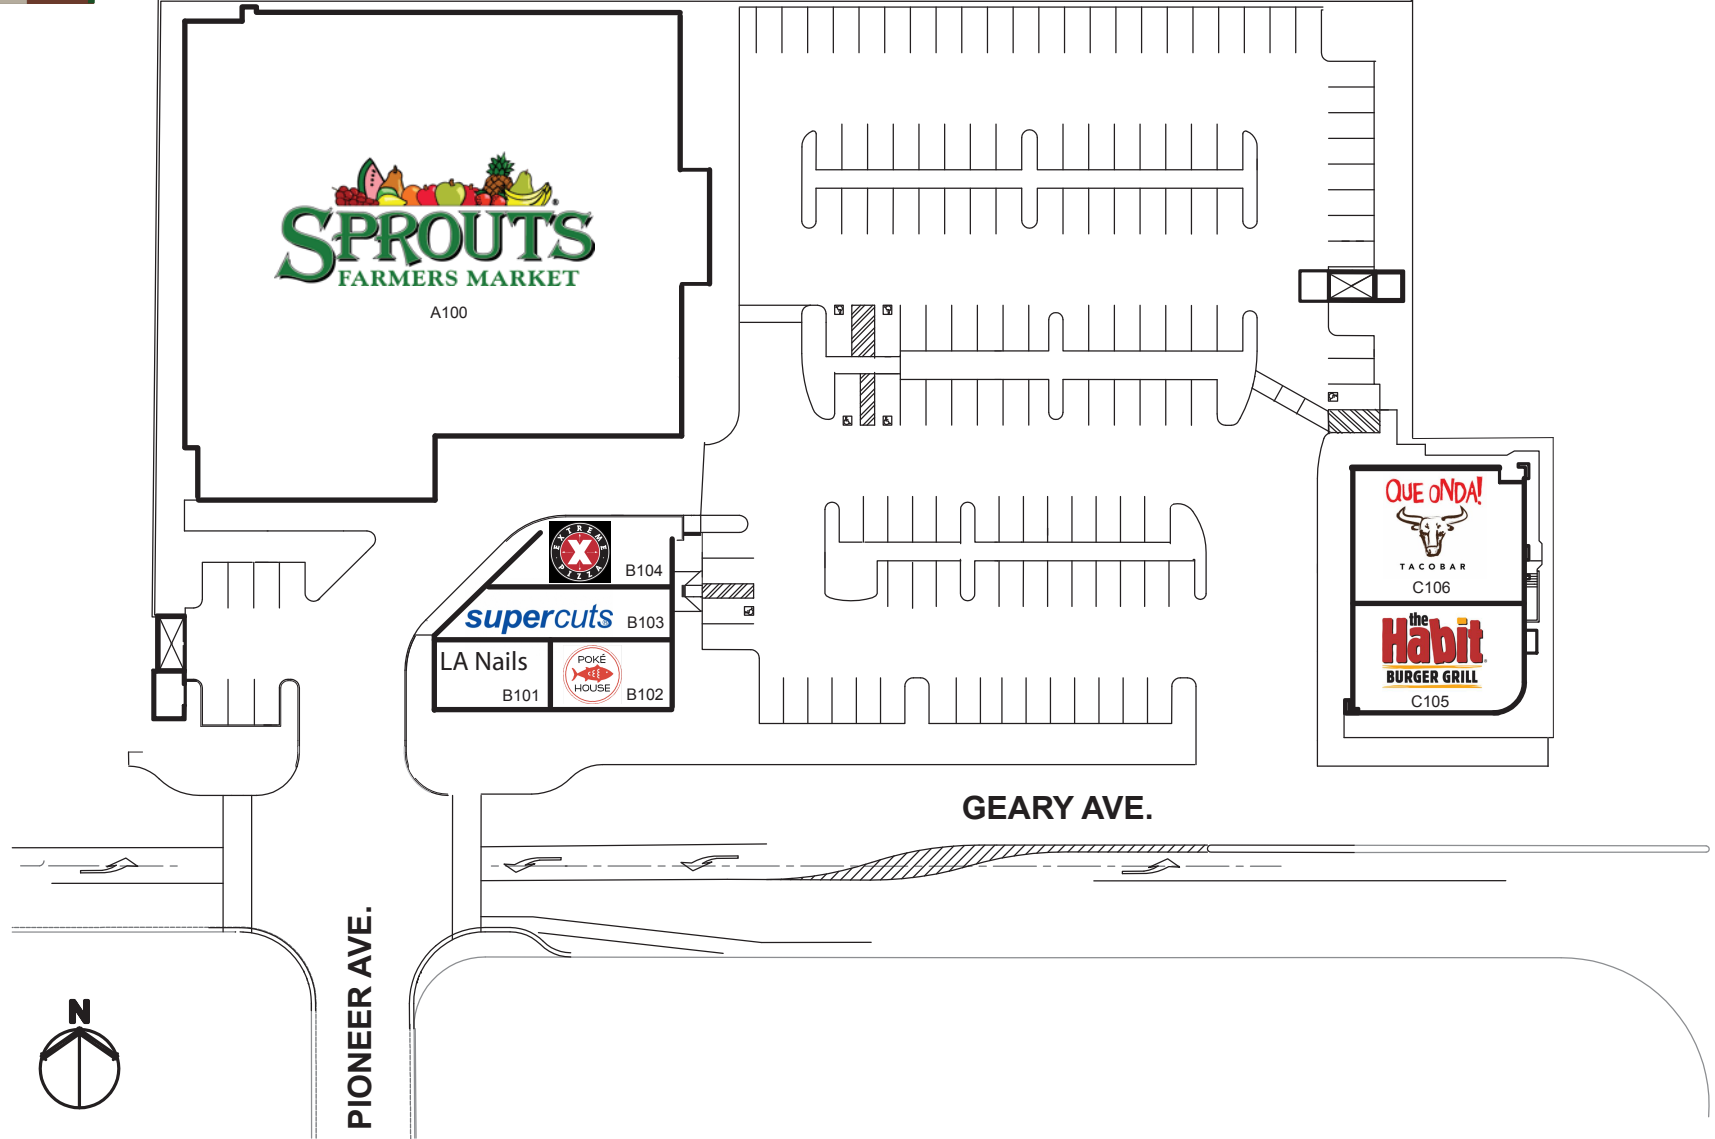 SPROUTS
FARMERS MARKET
A100
EXTREME
X
PIZZA
B104
supercuts
B103
LA Nails
B101
POKÉ
HOUSE
B102
QUE ONDA!
TACOBAR
C106
the
Habit
BURGER GRILL
C105
GEARY AVE.
PIONEER AVE.
N